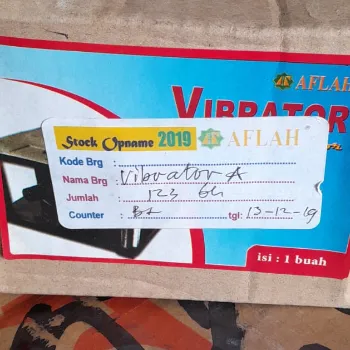 AFLAH
VIBRATOR
Stock Opname 2019 AFLAH
Kode Brg :
Nama Brg : Vibrator A
Jumlah : 123
Counter :
tgl: 13-12-19
isi : 1 buah